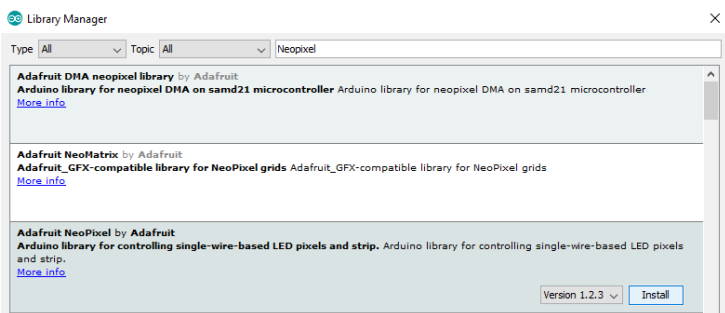 Library Manager
Type All Topic All Neopixel
Adafruit DMA neopixel library by Adafruit
Arduino library for neopixel DMA on samd21 microcontroller Arduino library for neopixel DMA on samd21 microcontroller
More info
Adafruit NeoMatrix by Adafruit
Adafruit_GFX-compatible library for NeoPixel grids Adafruit_GFX-compatible library for NeoPixel grids
More info
Adafruit NeoPixel by Adafruit
Arduino library for controlling single-wire-based LED pixels and strip. Arduino library for controlling single-wire-based LED pixels
and strip.
More info
Version 1.2.3 Install